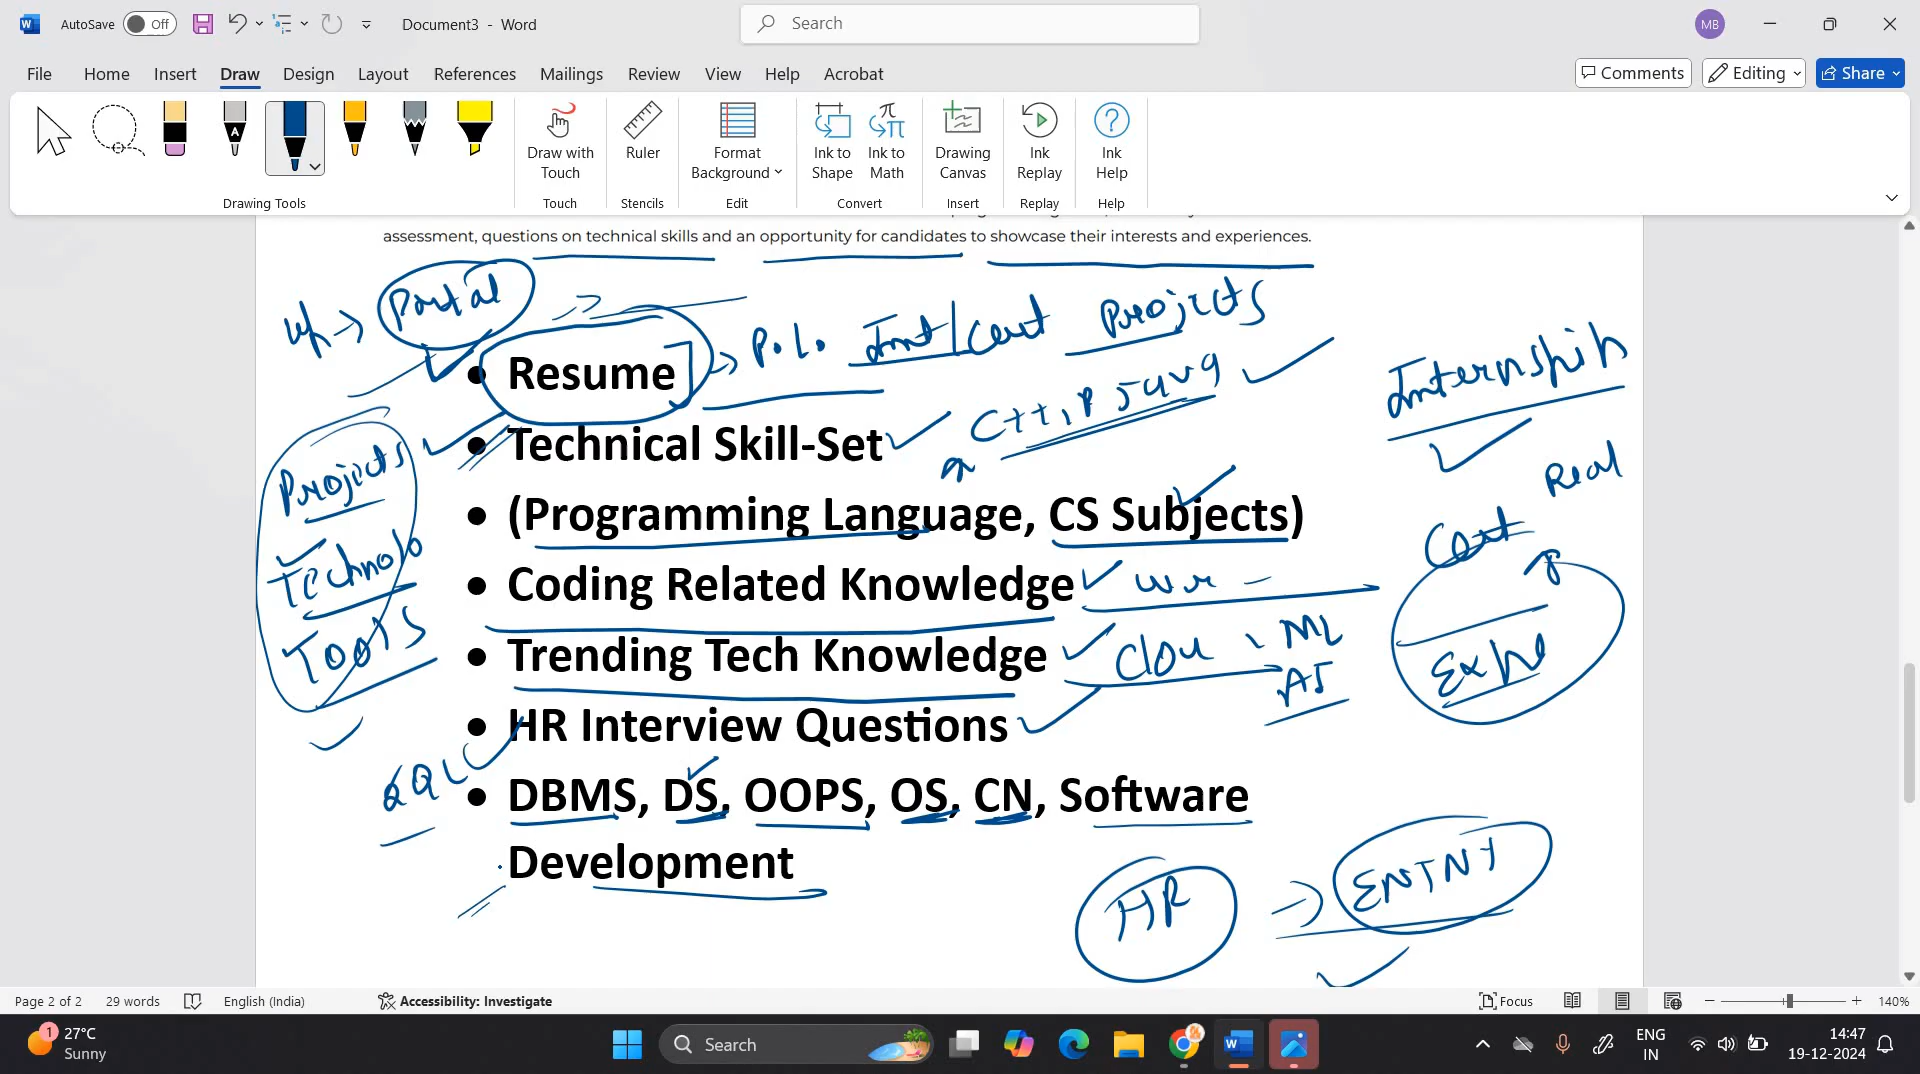 AutoSave Off Document3 - Word Search MB
File Home Insert Draw Design Layout References Mailings Review View Help Acrobat Comments Editing Share
Draw with Touch Ruler Format Background Ink to Shape Ink to Math Drawing Canvas Ink Replay Ink Help
Drawing Tools Touch Stencils Edit Convert Insert Replay Help
assessment, questions on technical skills and an opportunity for candidates to showcase their interests and experiences.
Portal
Projects
Internship
• Resume
C++, P
• Technical Skill-Set
Projects
Real
• (Programming Language, CS Subjects)
Cert
Technolo
• Coding Related Knowledge
Tools
• Trending Tech Knowledge
Clou, ML
AI
Expe
• HR Interview Questions
SQL
• DBMS, DS, OOPS, OS, CN, Software
Development
HR
Page 2 of 2 29 words English (India) Accessibility: Investigate Focus 140%
1 27°C
Sunny
Search
ENG
IN
14:47
19-12-2024